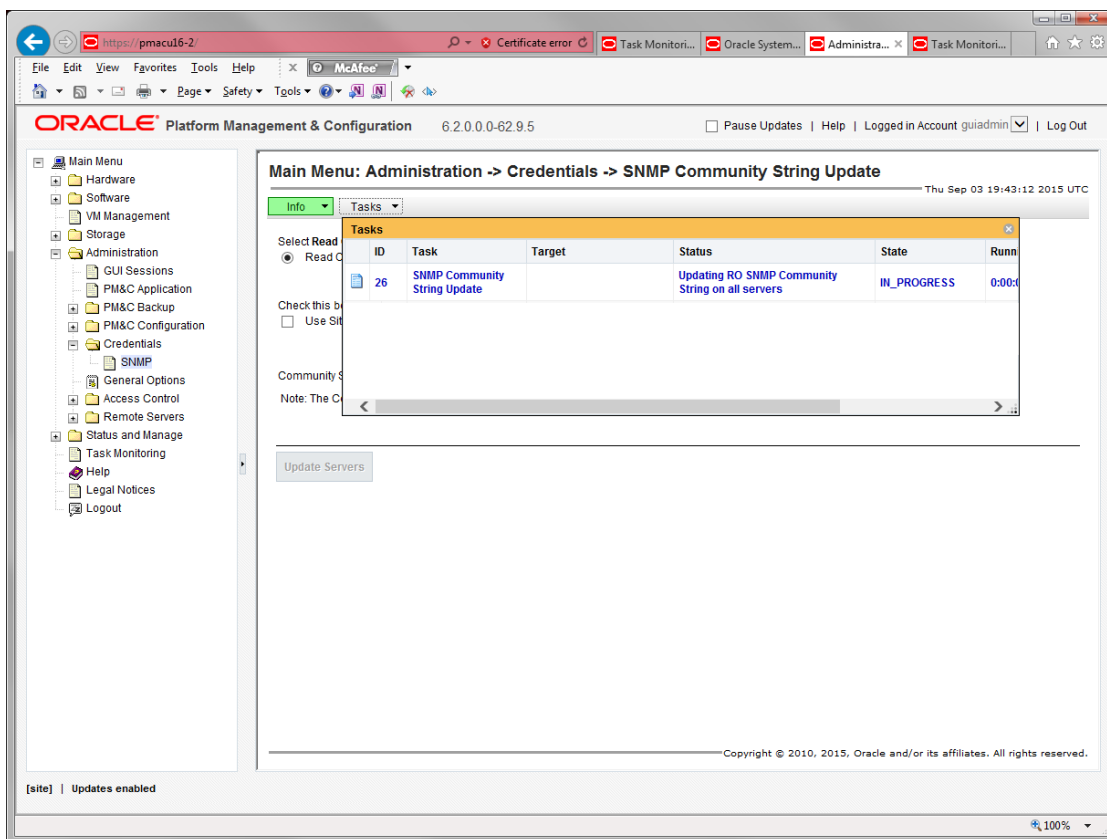 https://pmacu16-2/
Certificate error
Task Monitori...
Oracle System...
Administra...
Task Monitori...
File Edit View Favorites Tools Help
x McAfee
Page Safety Tools
ORACLE Platform Management & Configuration 6.2.0.0.0-62.9.5
Pause Updates | Help | Logged in Account guiadmin | Log Out
Main Menu
Hardware
Software
VM Management
Storage
Administration
GUI Sessions
PM&C Application
PM&C Backup
PM&C Configuration
Credentials
SNMP
General Options
Access Control
Remote Servers
Status and Manage
Task Monitoring
Help
Legal Notices
Logout
Main Menu: Administration -> Credentials -> SNMP Community String Update
Thu Sep 03 19:43:12 2015 UTC
Info Tasks
Select Read
Read C
Check this b
Use Sit
Community S
Note: The C
Tasks
ID Task Target Status State Runni
26 SNMP Community String Update Updating RO SNMP Community String on all servers IN_PROGRESS 0:00:0
Update Servers
Copyright © 2010, 2015, Oracle and/or its affiliates. All rights reserved.
[site] | Updates enabled
100%